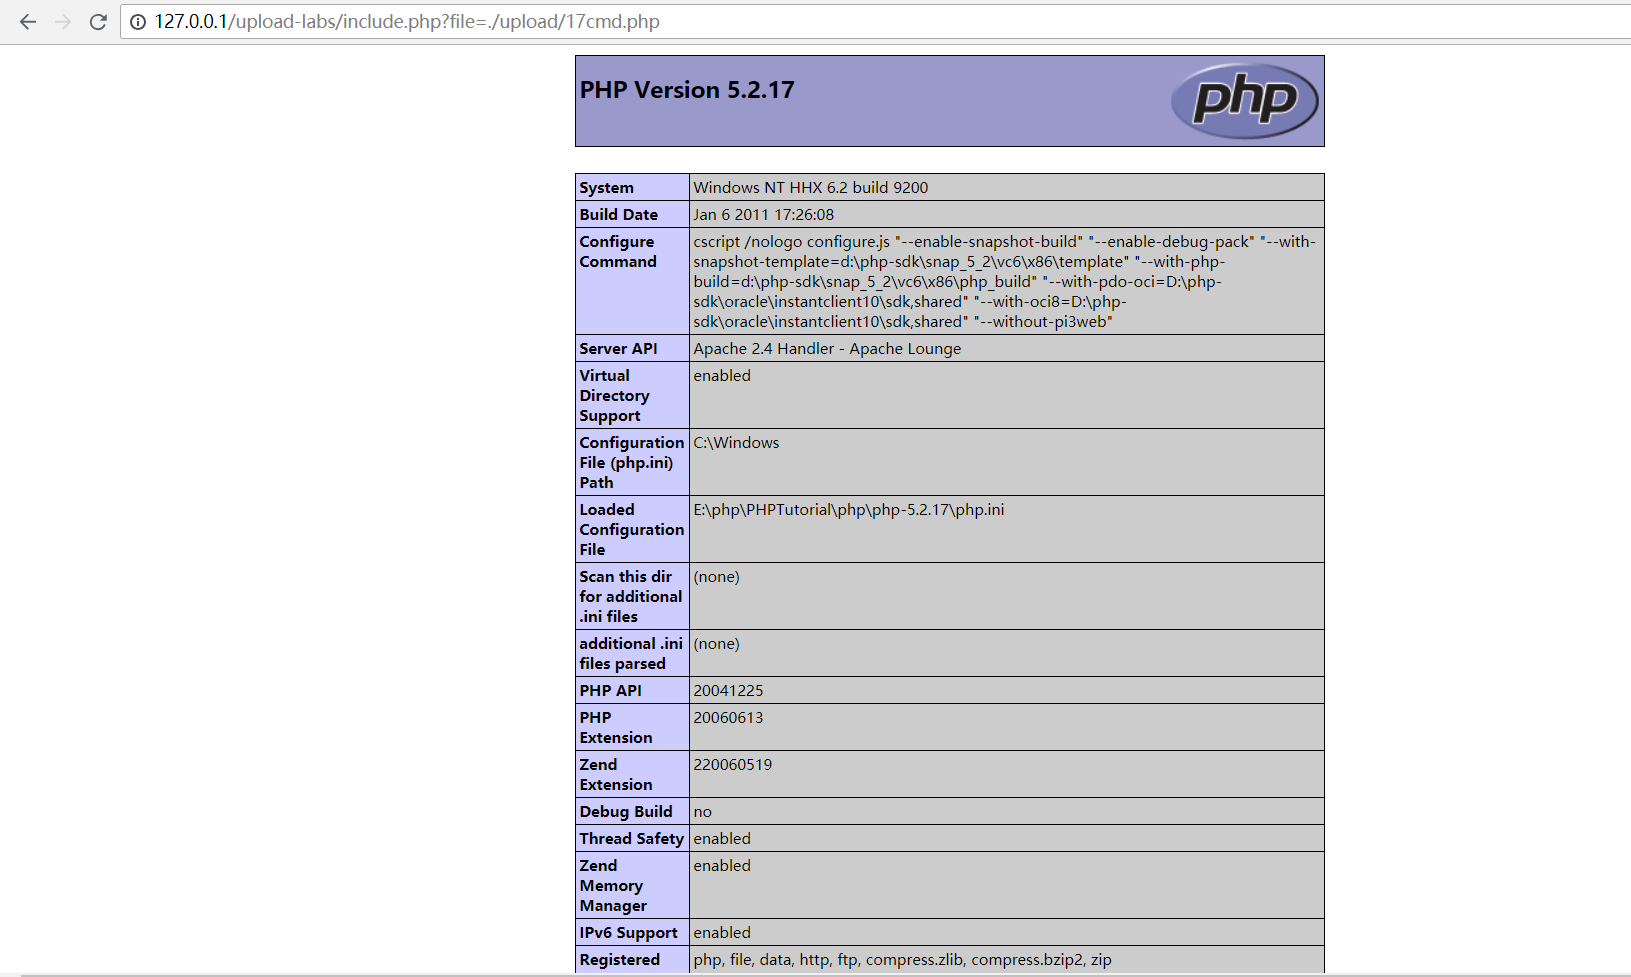 127.0.0.1/upload-labs/include.php?file=./upload/17cmd.php
PHP Version 5.2.17
php
System
Windows NT HHX 6.2 build 9200
Build Date
Jan 6 2011 17:26:08
Configure
Command
cscript /nologo configure.js "--enable-snapshot-build" "--enable-debug-pack" "--with-
snapshot-template=d:\php-sdk\snap_5_2\vc6\x86\template" "--with-php-
build=d:\php-sdk\snap_5_2\vc6\x86\php_build" "--with-pdo-oci=D:\php-
sdk\oracle\instantclient10\sdk,shared" "--with-oci8=D:\php-
sdk\oracle\instantclient10\sdk,shared" "--without-pi3web"
Server API
Apache 2.4 Handler - Apache Lounge
Virtual
Directory
Support
enabled
Configuration
File (php.ini)
Path
C:\Windows
Loaded
Configuration
File
E:\php\PHPTutorial\php\php-5.2.17\php.ini
Scan this dir
for additional
.ini files
(none)
additional .ini
files parsed
(none)
PHP API
20041225
PHP
Extension
20060613
Zend
Extension
220060519
Debug Build
no
Thread Safety
enabled
Zend
Memory
Manager
enabled
IPv6 Support
enabled
Registered
php, file, data, http, ftp, compress.zlib, compress.bzip2, zip